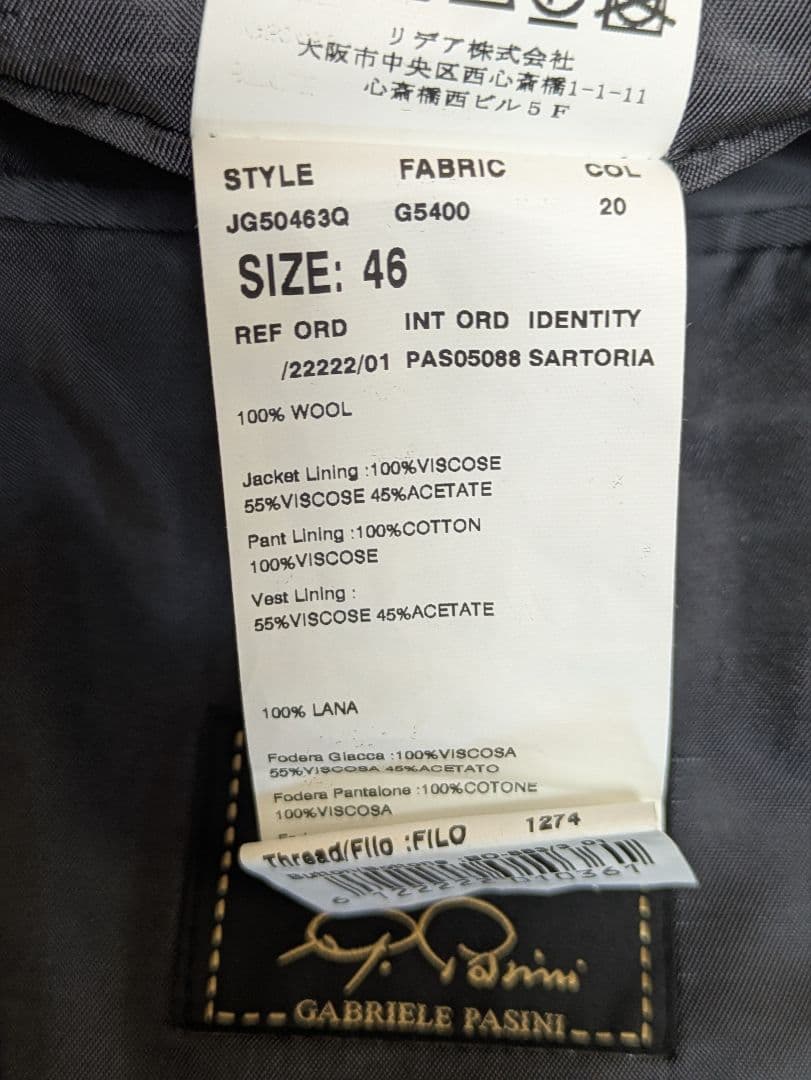 リデア株式会社
大阪市中央区西心斎橋1-1-11
心斎橋西ビル5F
STYLE FABRIC COL
JG50463Q G5400 20
SIZE: 46
REF ORD INT ORD IDENTITY
/22222/01 PAS05088 SARTORIA
100% WOOL
Jacket Lining :100%VISCOSE
55%VISCOSE 45%ACETATE
Pant Lining :100%COTTON
100%VISCOSE
Vest Lining :
55%VISCOSE 45%ACETATE
100% LANA
Fodera Giacca :100%VISCOSA
55%VISCOSA 45%ACETATO
Fodera Pantalone :100%COTONE
100%VISCOSA
Thread/Filo :FILO 1274
G. Pasini
GABRIELE PASINI